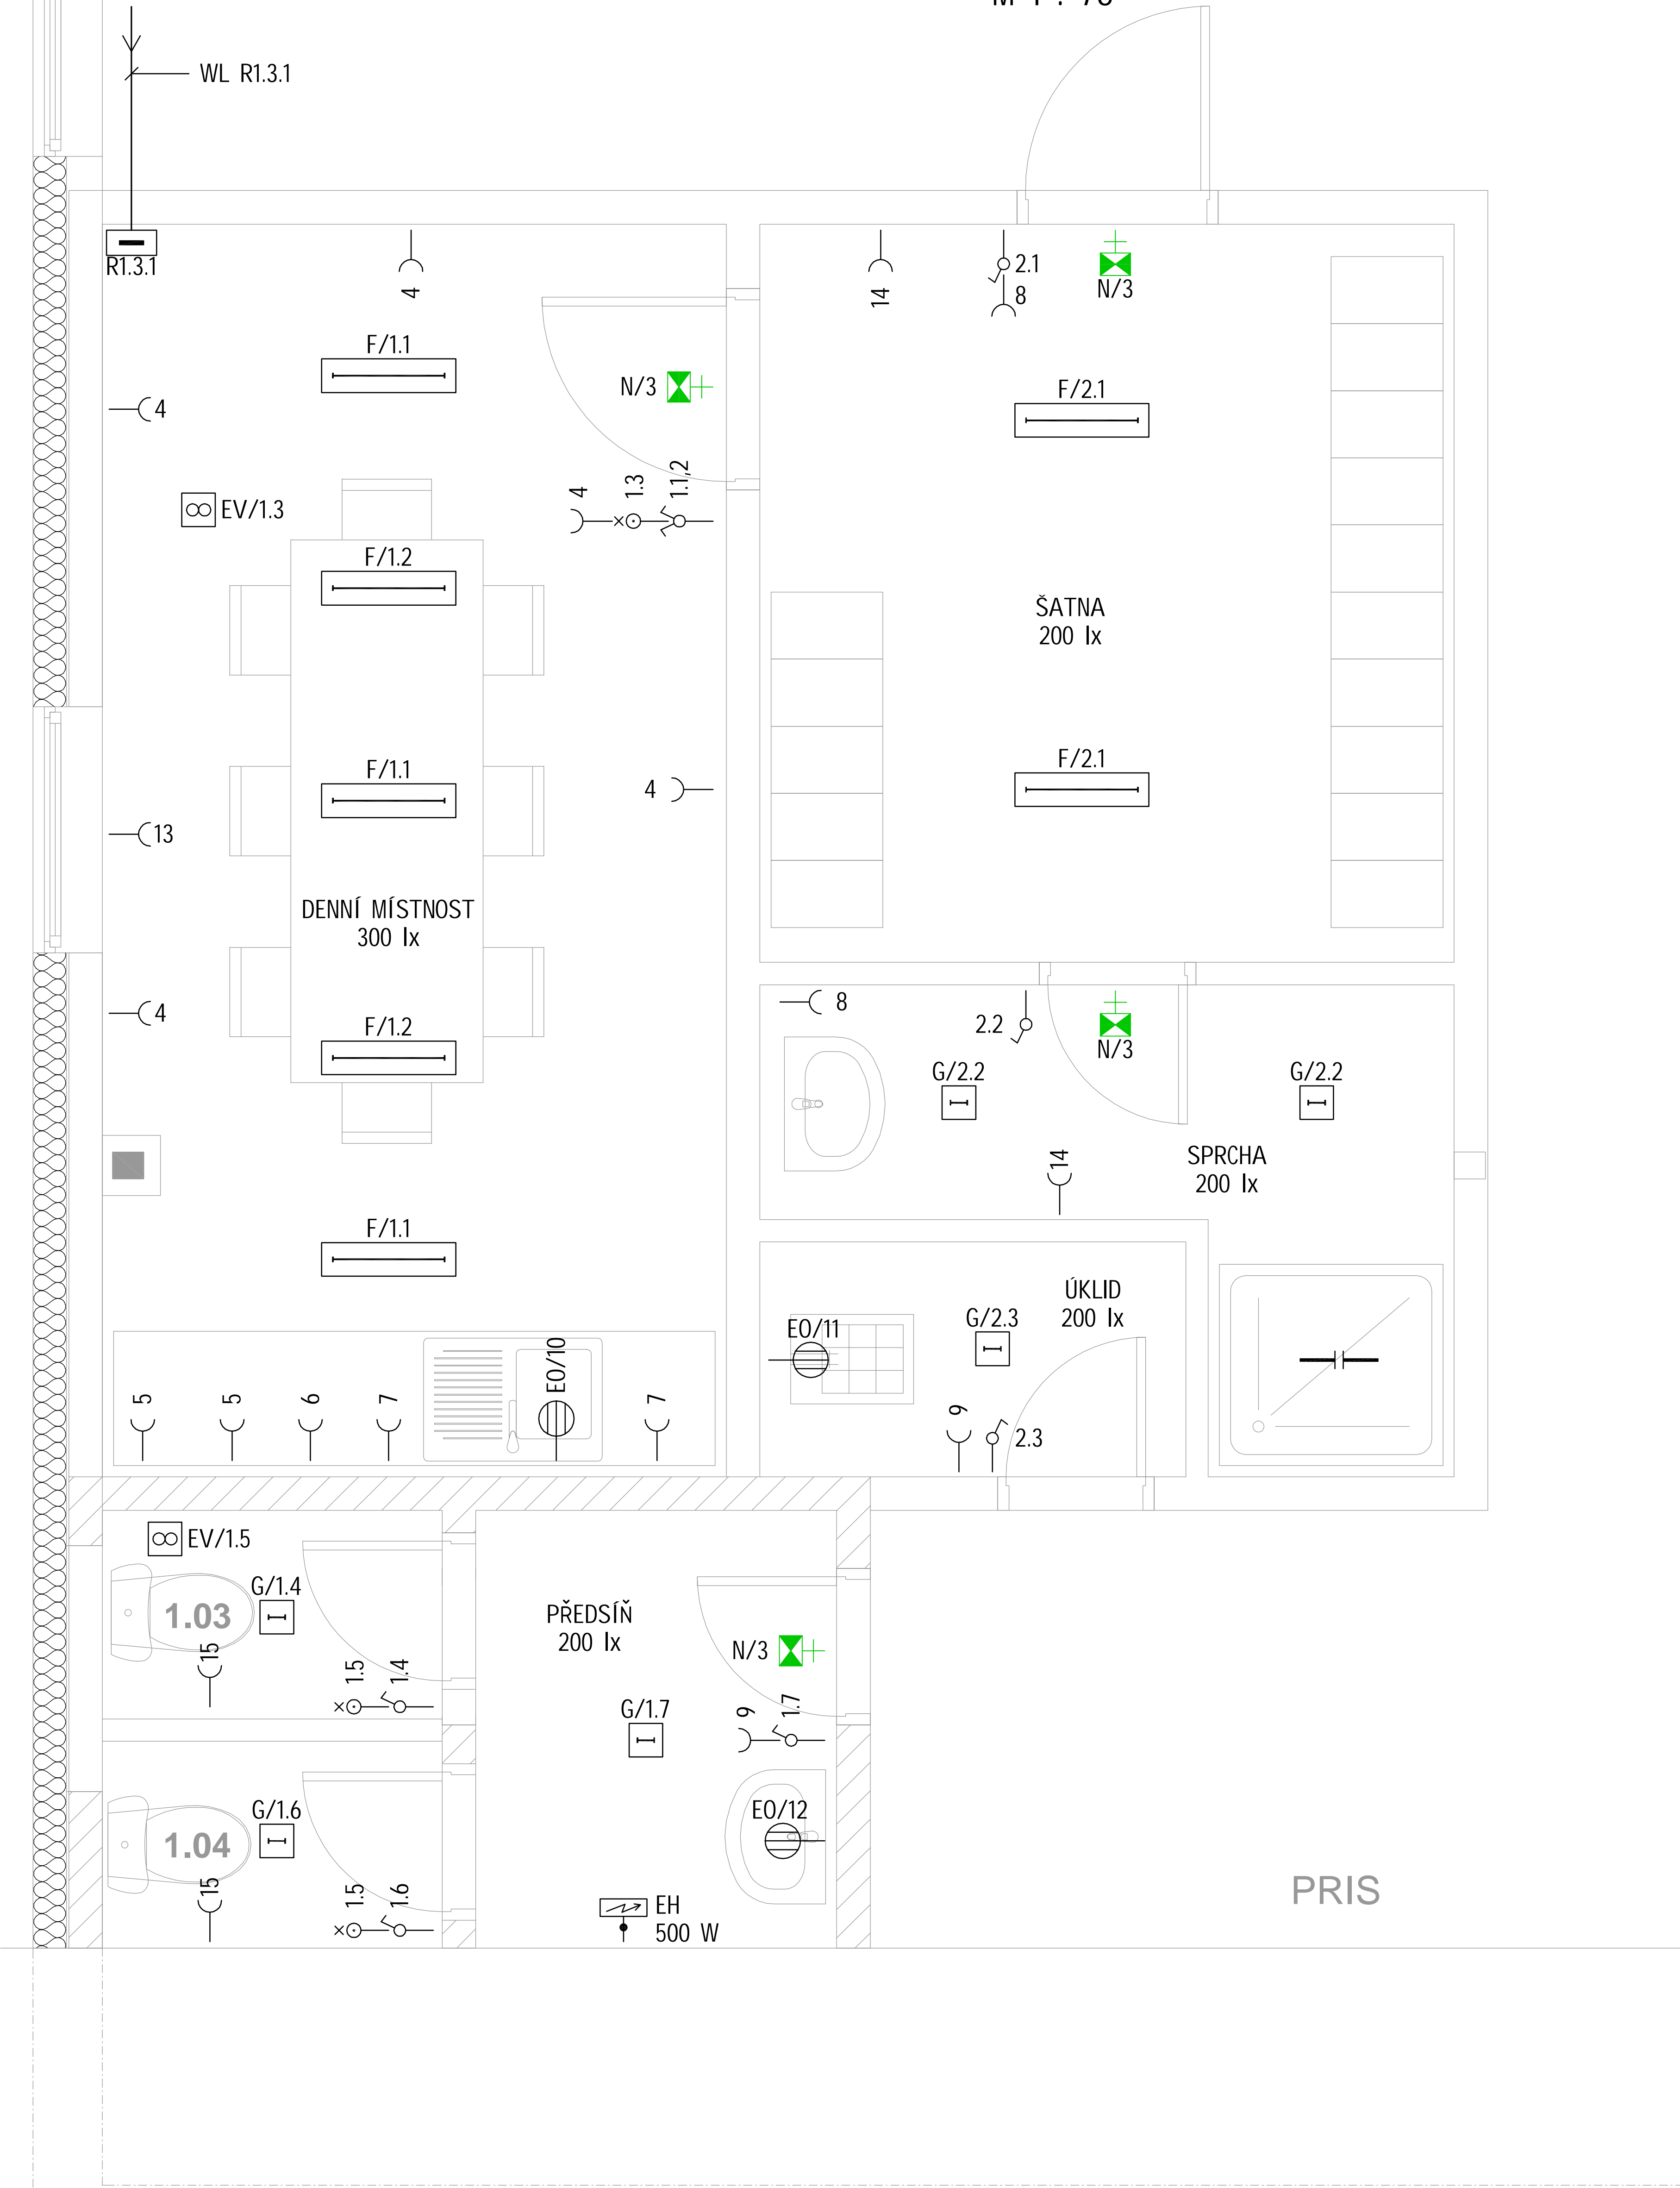 WL R1.3.1
R1.3.1
4
14
2.1
8
N/3
F/1.1
N/3
F/2.1
4
4
1.3
1.1,2
EV/1.3
F/1.2
ŠATNA
200 lx
F/1.1
4
F/2.1
13
DENNÍ MÍSTNOST
300 lx
4
F/1.2
8
2.2
N/3
G/2.2
G/2.2
14
SPRCHA
200 lx
F/1.1
ÚKLID
200 lx
EO/11
G/2.3
EO/10
5
5
6
7
7
9
2.3
EV/1.5
G/1.4
1.03
15
1.5
1.4
PŘEDSÍŇ
200 lx
N/3
G/1.7
9
1.7
G/1.6
1.04
15
1.5
1.6
EO/12
EH
500 W
PRIS